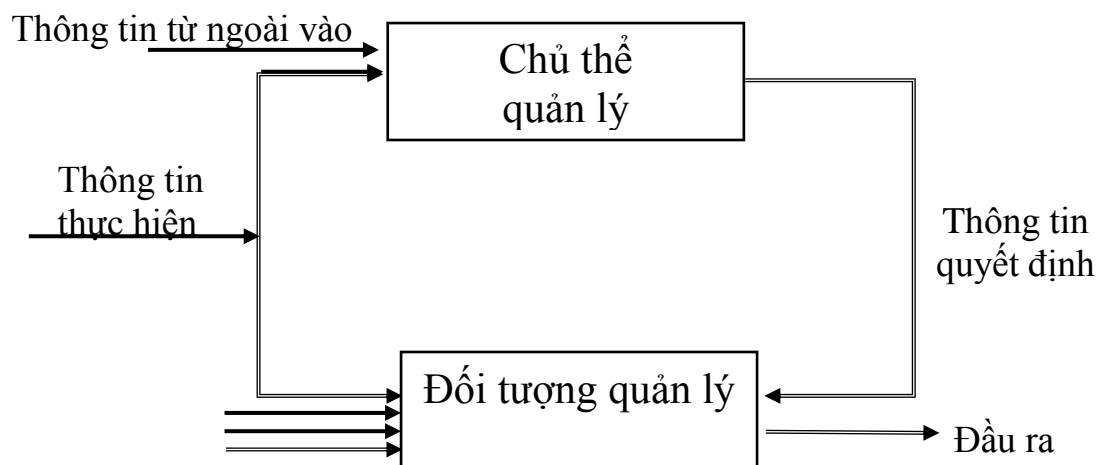 Thông tin từ ngoài vào
Chủ thể
quản lý
Thông tin
thực hiện
Thông tin
quyết định
Đối tượng quản lý
Đầu ra